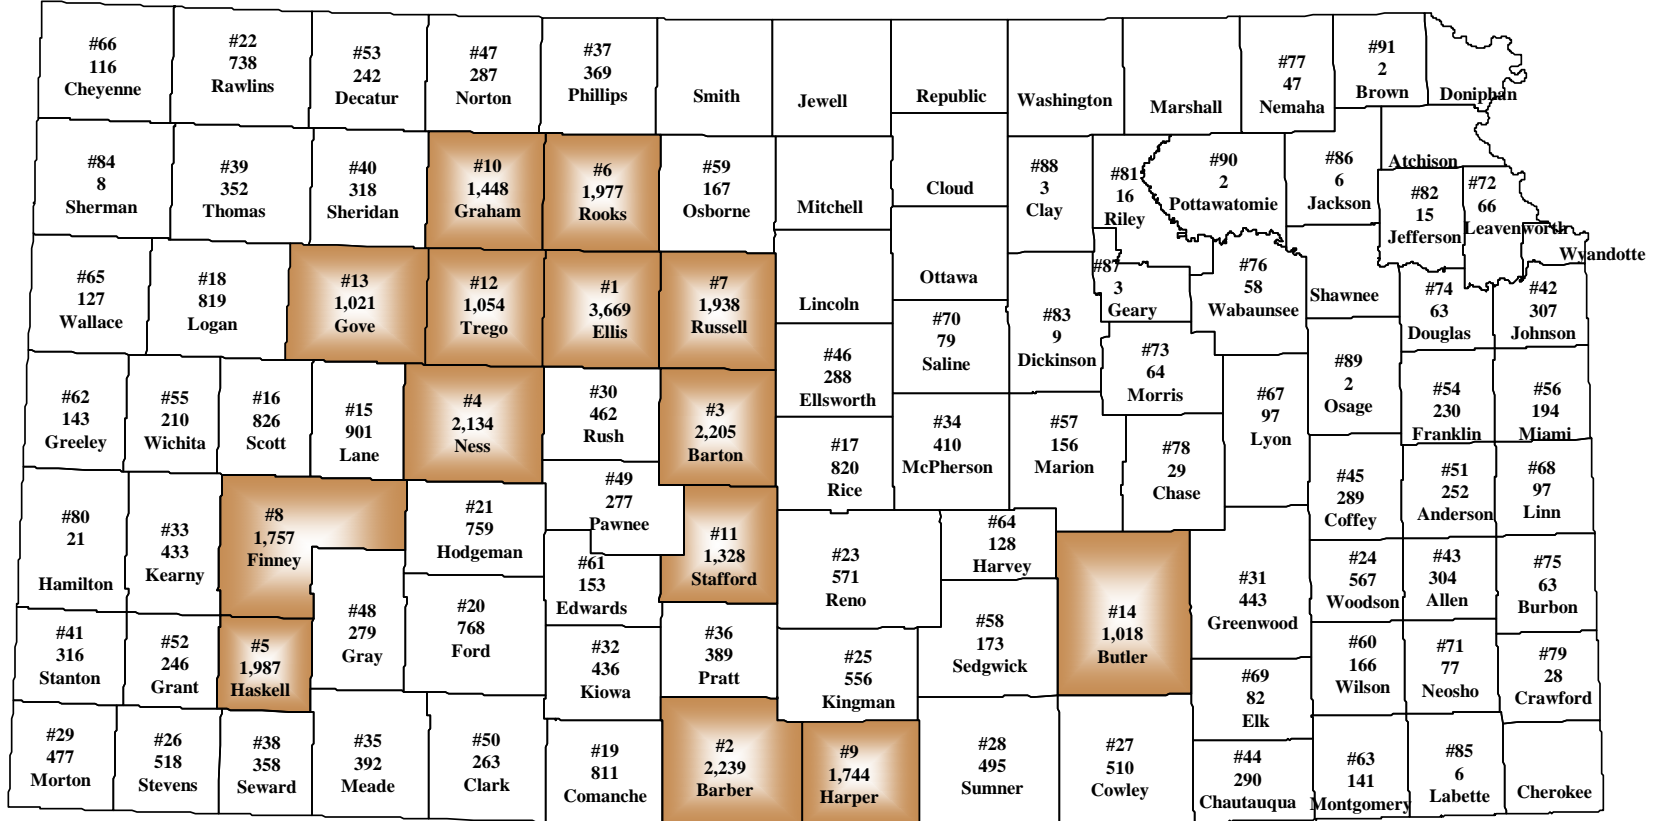 #66
116
Cheyenne
#22
738
Rawlins
#53
242
Decatur
#47
287
Norton
#37
369
Phillips
Smith
Jewell
Republic
Washington
Marshall
#77
47
Nemaha
#91
2
Brown
Doniphan
#84
8
Sherman
#39
352
Thomas
#40
318
Sheridan
#10
1,448
Graham
#6
1,977
Rooks
#59
167
Osborne
Mitchell
Cloud
#88
3
Clay
#81
16
Riley
#90
2
Pottawatomie
#86
6
Jackson
Atchison
#82
15
Jefferson
#72
66
Leavenworth
Wyandotte
#65
127
Wallace
#18
819
Logan
#13
1,021
Gove
#12
1,054
Trego
#1
3,669
Ellis
#7
1,938
Russell
Lincoln
Ottawa
#70
79
Saline
#83
9
Dickinson
#87
3
Geary
#76
58
Wabaunsee
Shawnee
#74
63
Douglas
#42
307
Johnson
#62
143
Greeley
#55
210
Wichita
#16
826
Scott
#15
901
Lane
#4
2,134
Ness
#30
462
Rush
#3
2,205
Barton
#46
288
Ellsworth
#17
820
Rice
#34
410
McPherson
#57
156
Marion
#73
64
Morris
#78
29
Chase
#67
97
Lyon
#89
2
Osage
#54
230
Franklin
#56
194
Miami
#80
21
Hamilton
#33
433
Kearny
#8
1,757
Finney
#21
759
Hodgeman
#49
277
Pawnee
#61
153
Edwards
#11
1,328
Stafford
#23
571
Reno
#64
128
Harvey
#14
1,018
Butler
#31
443
Greenwood
#45
289
Coffey
#51
252
Anderson
#68
97
Linn
#24
567
Woodson
#43
304
Allen
#75
63
Burbon
#41
316
Stanton
#52
246
Grant
#5
1,987
Haskell
#48
279
Gray
#20
768
Ford
#32
436
Kiowa
#36
389
Pratt
#25
556
Kingman
#58
173
Sedgwick
#69
82
Elk
#60
166
Wilson
#71
77
Neosho
#79
28
Crawford
#29
477
Morton
#26
518
Stevens
#38
358
Seward
#35
392
Meade
#50
263
Clark
#19
811
Comanche
#2
2,239
Barber
#9
1,744
Harper
#28
495
Sumner
#27
510
Cowley
#44
290
Chautauqua
#63
141
Montgomery
#85
6
Labette
Cherokee